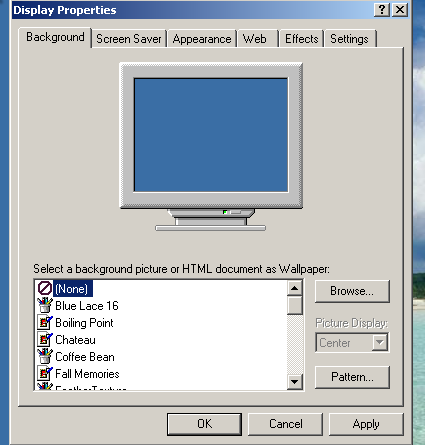 Display Properties
Background Screen Saver Appearance Web Effects Settings
Select a background picture or HTML document as Wallpaper:
(None)
Blue Lace 16
Boiling Point
Chateau
Coffee Bean
Fall Memories
Browse...
Picture Display:
Center
Pattern...
OK Cancel Apply